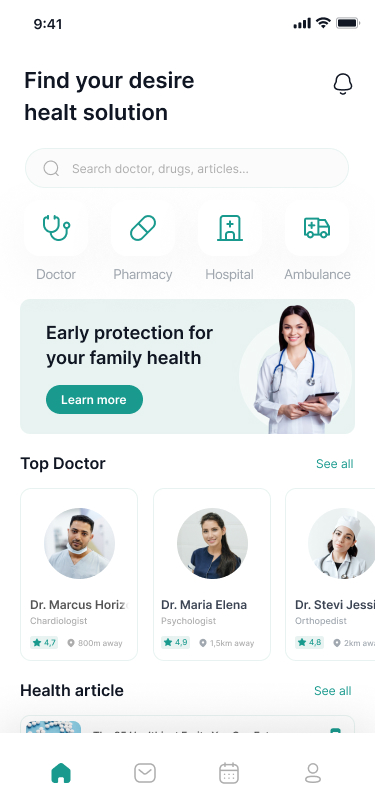 9:41
Find your desire
healt solution
Search doctor, drugs, articles...
Doctor Pharmacy Hospital Ambulance
Early protection for
your family health
Learn more
Top Doctor See all
Dr. Marcus Horiz Dr. Maria Elena Dr. Stevi Jessi
Chardiologist Psychologist Orthopedist
4,7 800m away 4,9 1,5km away 4,8 2km awa
Health article See all